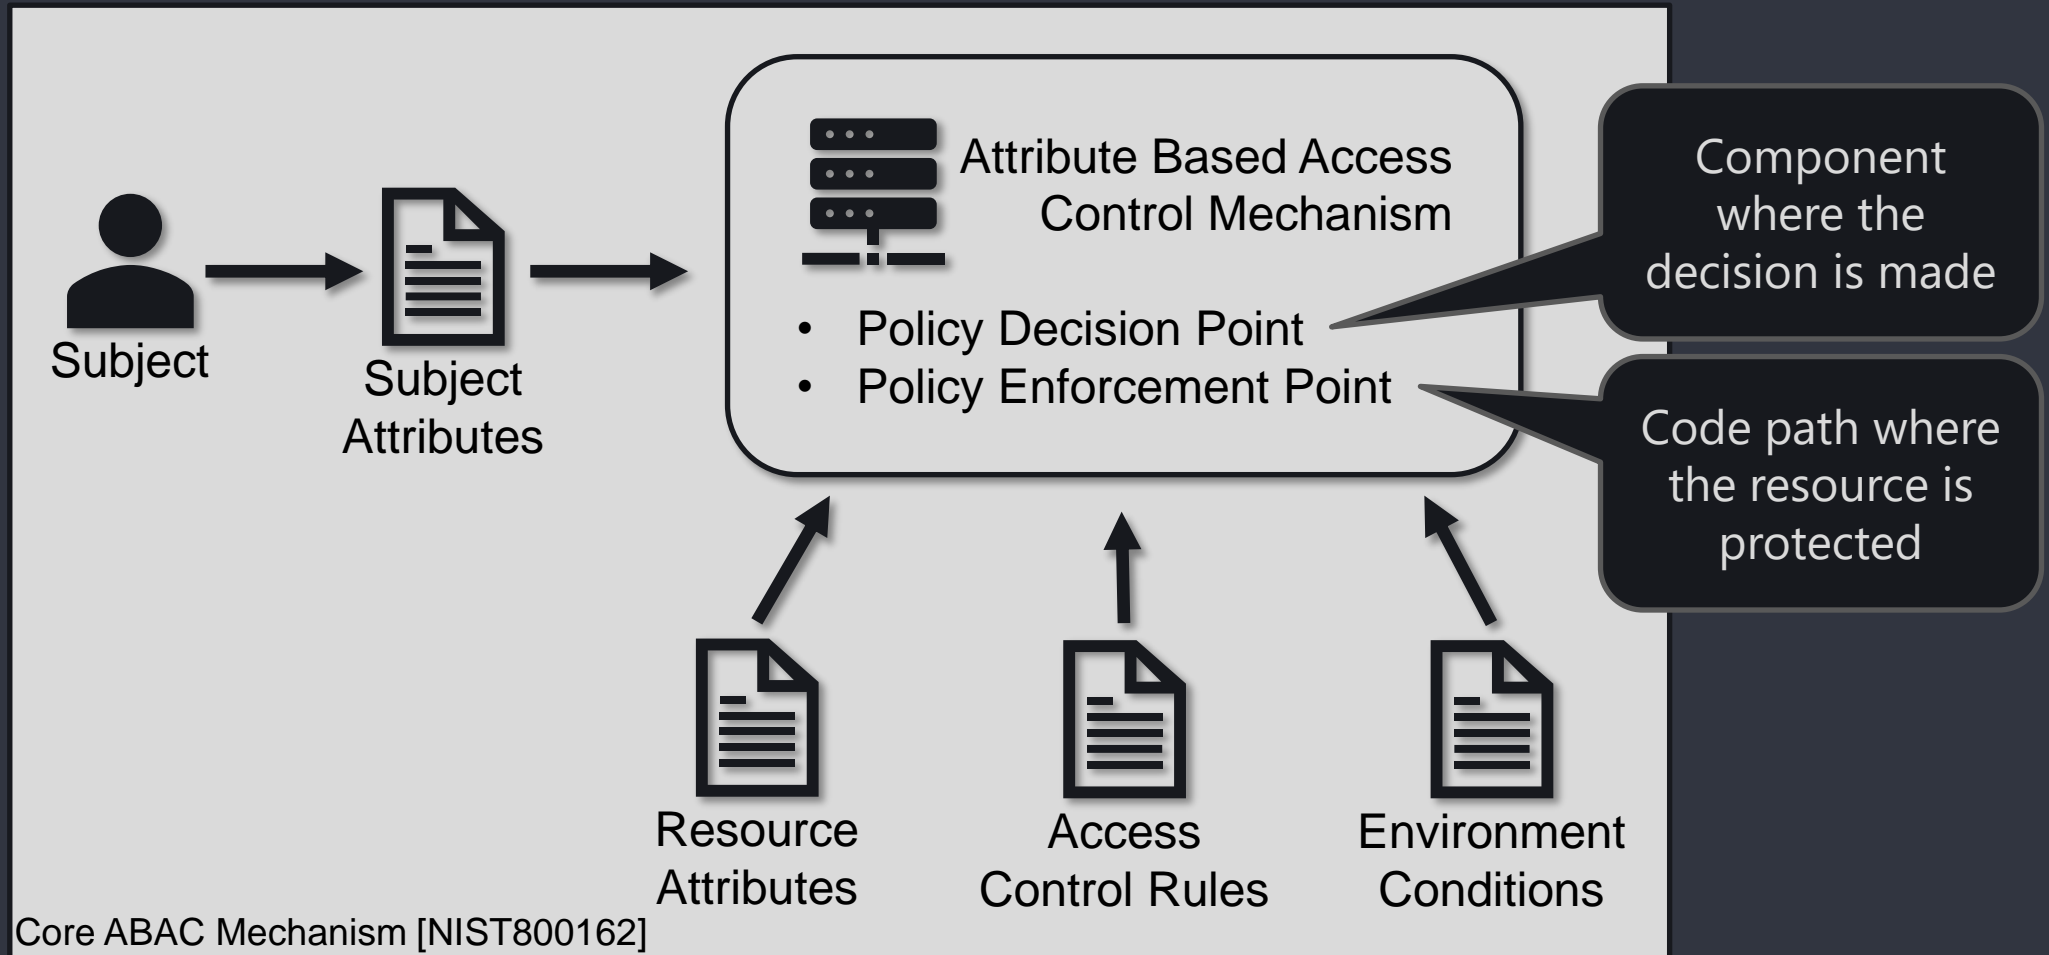 Attribute Based Access
Control Mechanism
• Policy Decision Point
• Policy Enforcement Point
Component
where the
decision is made
Code path where
the resource is
protected
Subject
Subject
Attributes
Resource
Attributes
Access
Control Rules
Environment
Conditions
Core ABAC Mechanism [NIST800162]